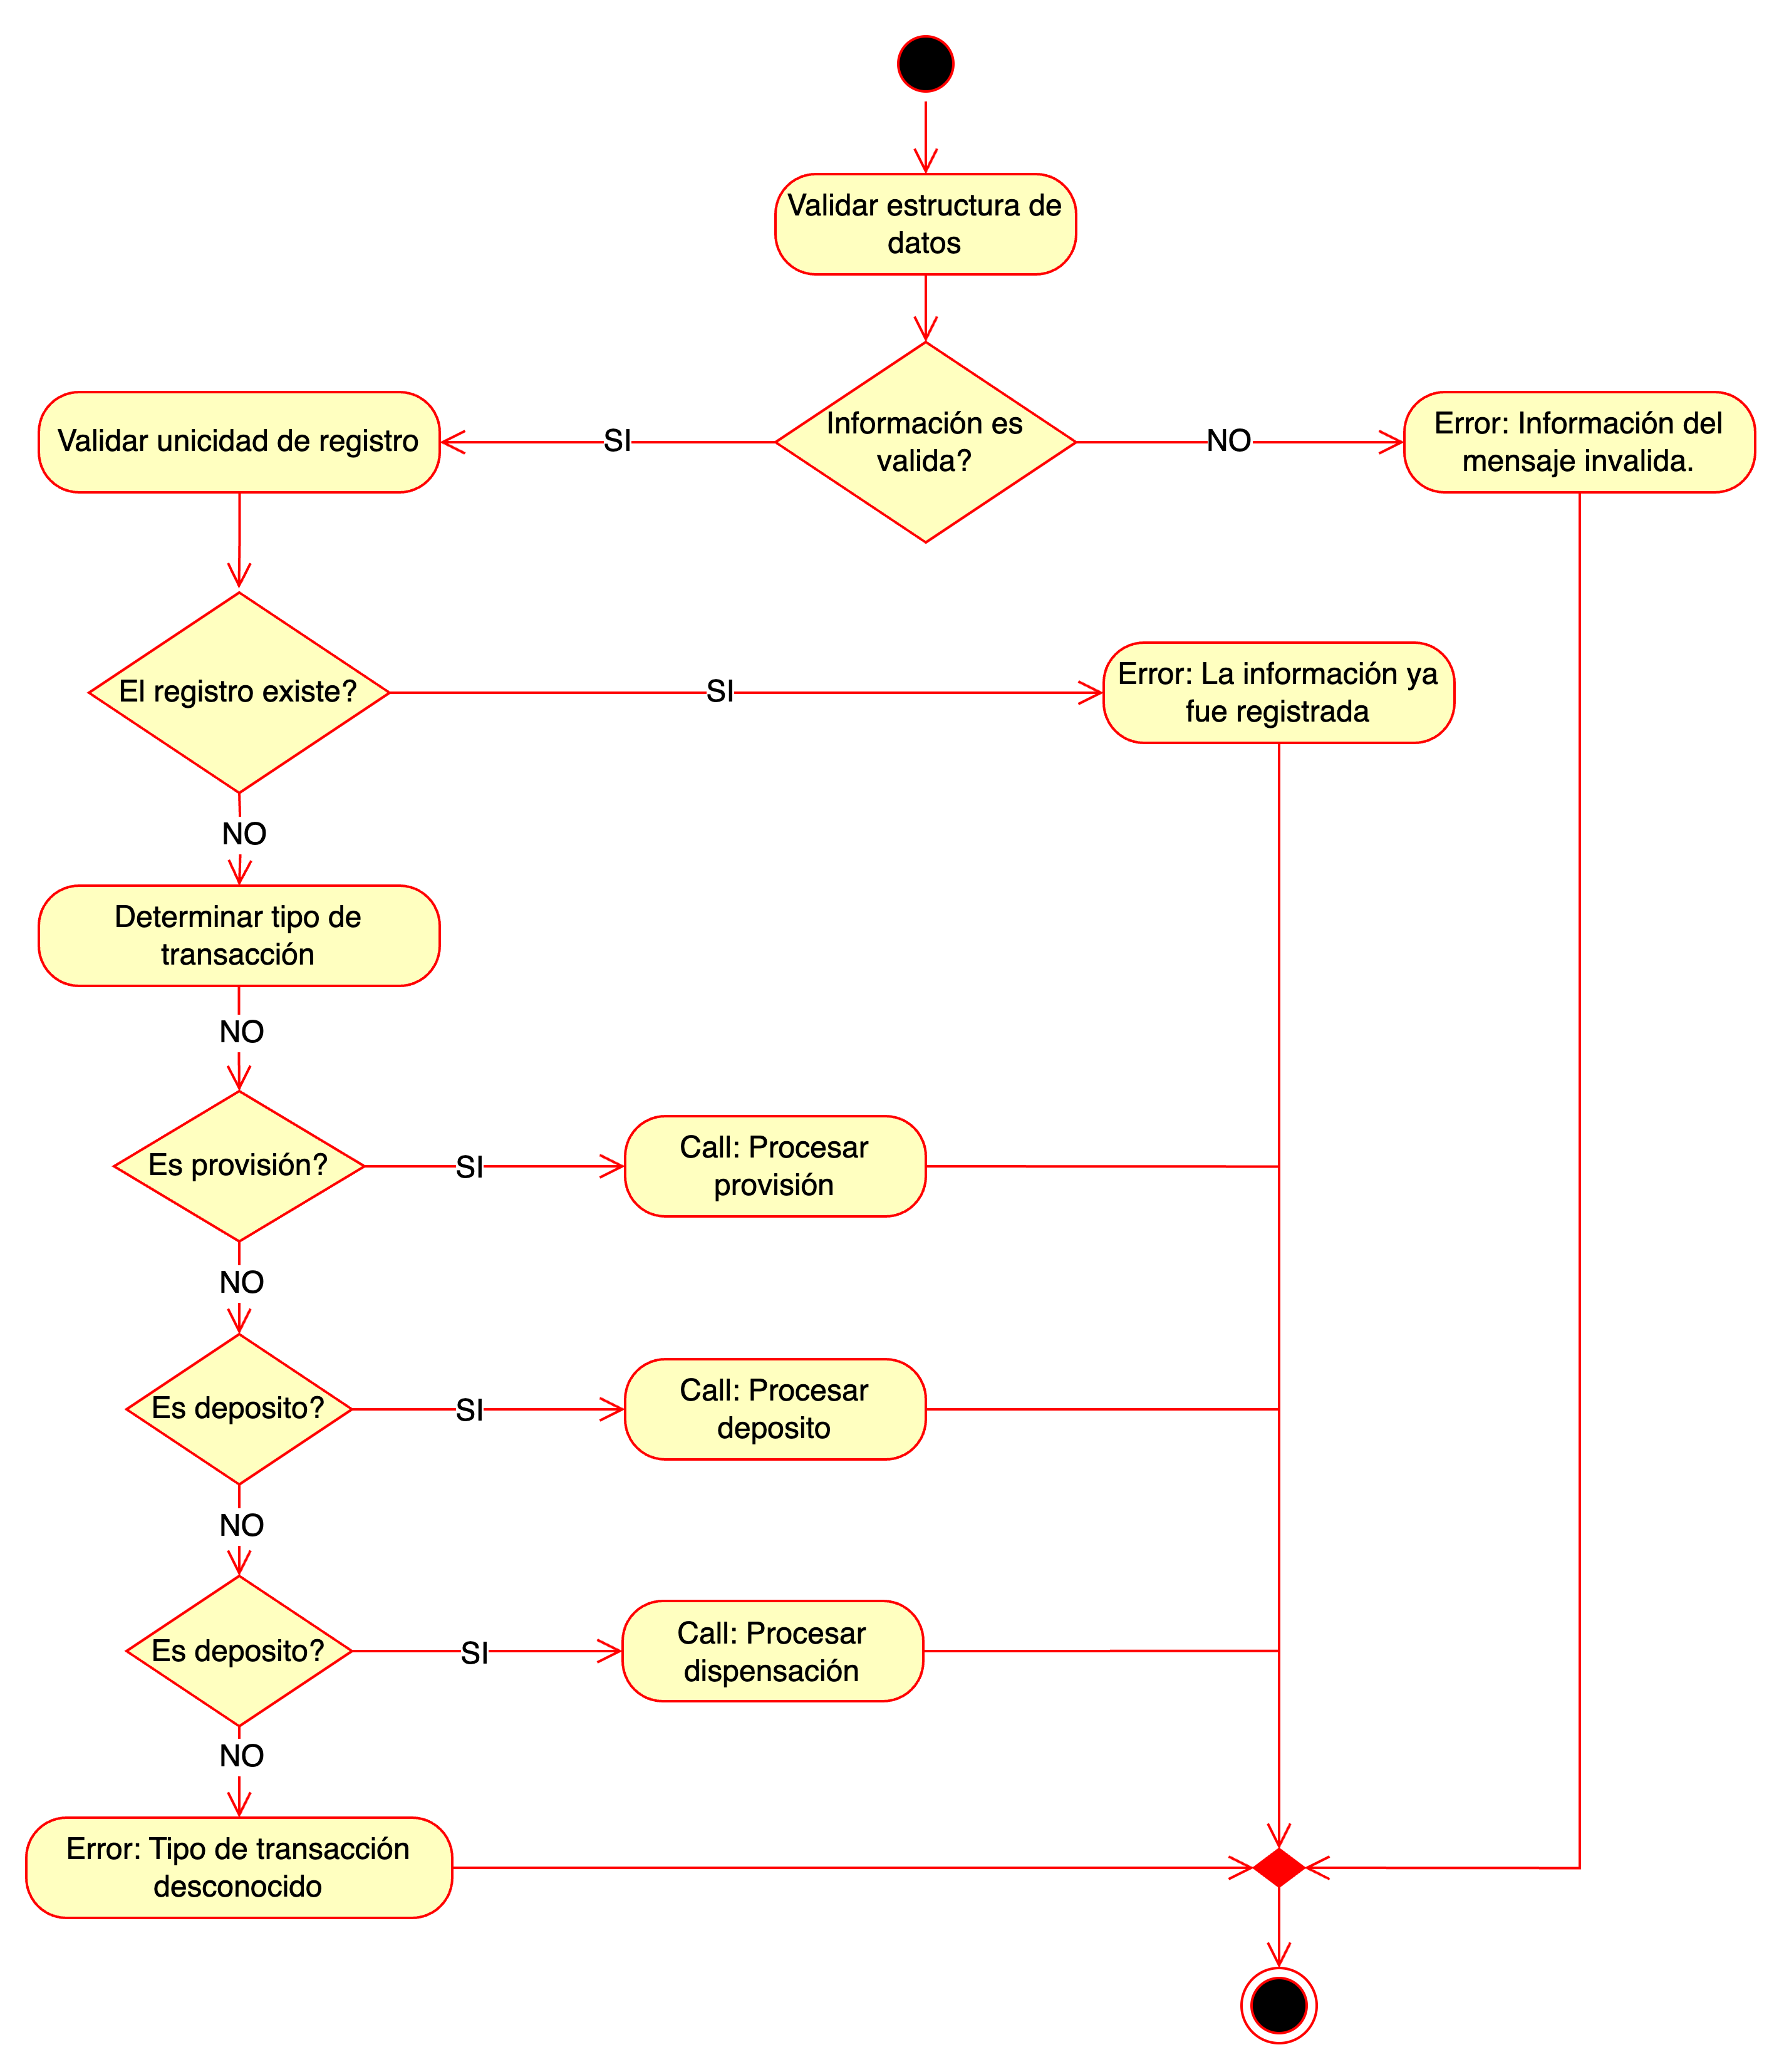 Validar estructura de
datos
Validar unicidad de registro
SI
Información es
valida?
NO
Error: Información del
mensaje invalida.
El registro existe?
SI
Error: La información ya
fue registrada
NO
Determinar tipo de
transacción
NO
Es provisión?
SI
Call: Procesar
provisión
NO
Es deposito?
SI
Call: Procesar
deposito
NO
Es deposito?
SI
Call: Procesar
dispensación
NO
Error: Tipo de transacción
desconocido